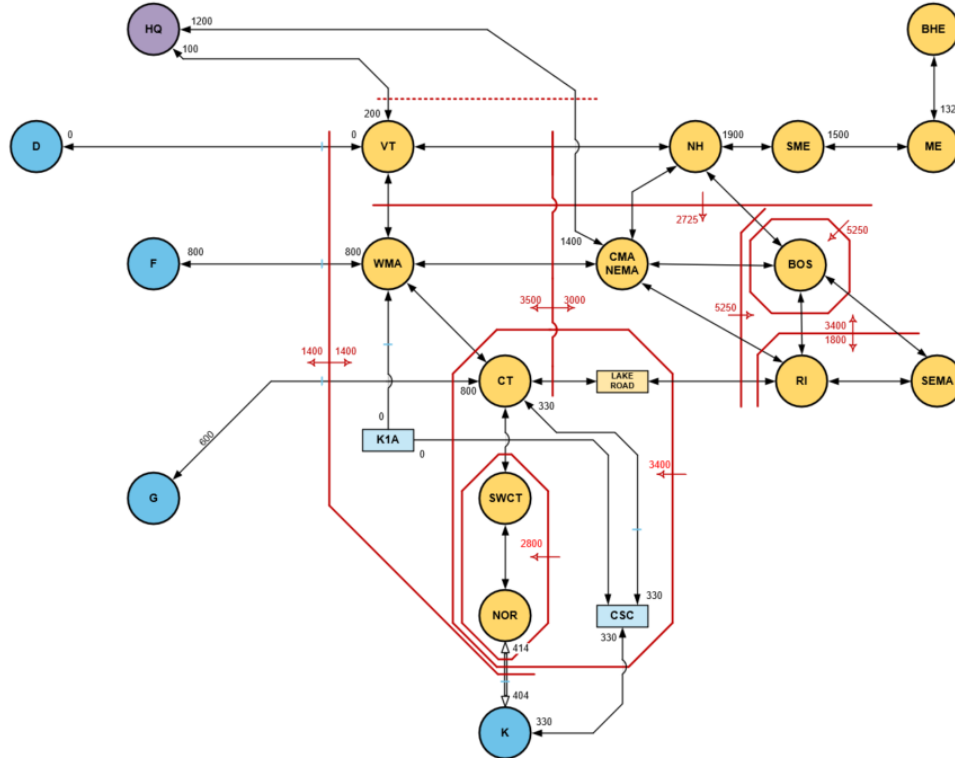 HQ
1200
100
BHE
132
200
D
0
0
VT
NH
1900
SME
1500
ME
2725
5250
F
800
800
WMA
1400
CMA
NEMA
BOS
3500
3000
5250
3400
1800
1400
1400
CT
800
LAKE
ROAD
RI
SEMA
330
600
0
K1A
0
3400
G
SWCT
2800
NOR
330
CSC
330
414
404
K
330